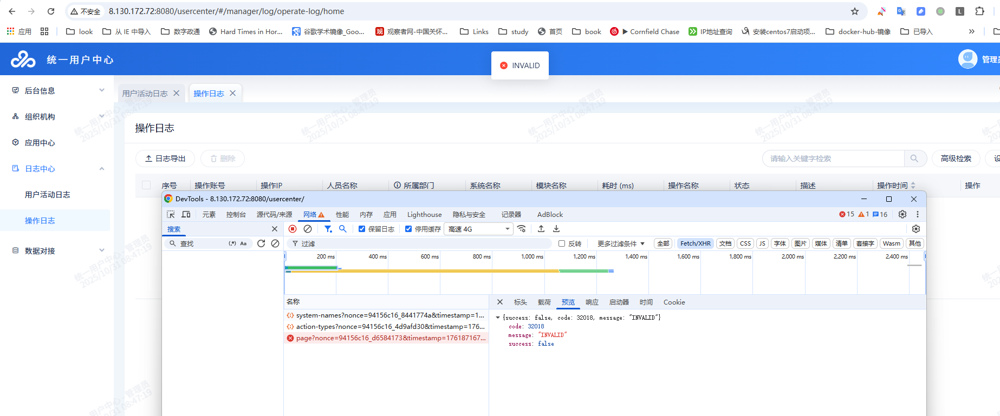 不安全 8.130.172.72:8080/usercenter/#/manager/log/operate-log/home
应用 look 从 IE 中导入 数字政通 Hard Times in Hor... 谷歌学术镜像_Goo... 观察者网-中国关怀... Links study 首页 book ▶ Cornfield Chase IP地址查询 安装centos7启动项... docker-hub-镜像 已导入
统一用户中心
INVALID
管理员
后台信息
组织机构
应用中心
日志中心
用户活动日志
操作日志
数据对接
用户活动日志 操作日志
操作日志
日志导出 删除 请输入关键字检索 高级检索 设
序号 操作账号 操作IP 人员名称 所属部门 系统名称 模块名称 耗时 (ms) 操作名称 状态 描述 操作时间 操作
统一用户中心 - 管理员
2025/10/31 08:47:19
DevTools - 8.130.172.72:8080/usercenter/
元素 控制台 源代码/来源 网络 性能 内存 应用 Lighthouse 隐私与安全 记录器 AdBlock 15 1 16
搜索
保留日志 停用缓存 高速 4G
查找 (.*) Aa
过滤 反转 更多过滤条件 全部 Fetch/XHR 文档 CSS JS 字体 图片 媒体 清单 套接字 Wasm 其他
200 ms 400 ms 600 ms 800 ms 1,000 ms 1,200 ms 1,400 ms 1,600 ms 1,800 ms 2,000 ms 2,200 ms 2,400 ms
名称
system-names?nonce=94156c16_8441774a&timestamp=1...
action-types?nonce=94156c16_4d9afd30&timestamp=176...
page?nonce=94156c16_d6584173&timestamp=176187167...
标头 载荷 预览 响应 启动器 时间 Cookie
{success: false, code: 32018, message: "INVALID"}
code: 32018
message: "INVALID"
success: false